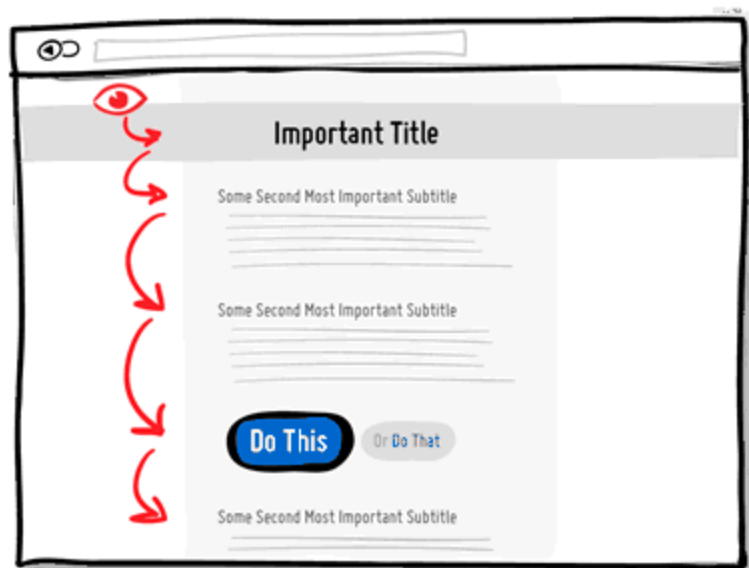 Important Title
Some Second Most Important Subtitle
Some Second Most Important Subtitle
Do This
Or Do That
Some Second Most Important Subtitle